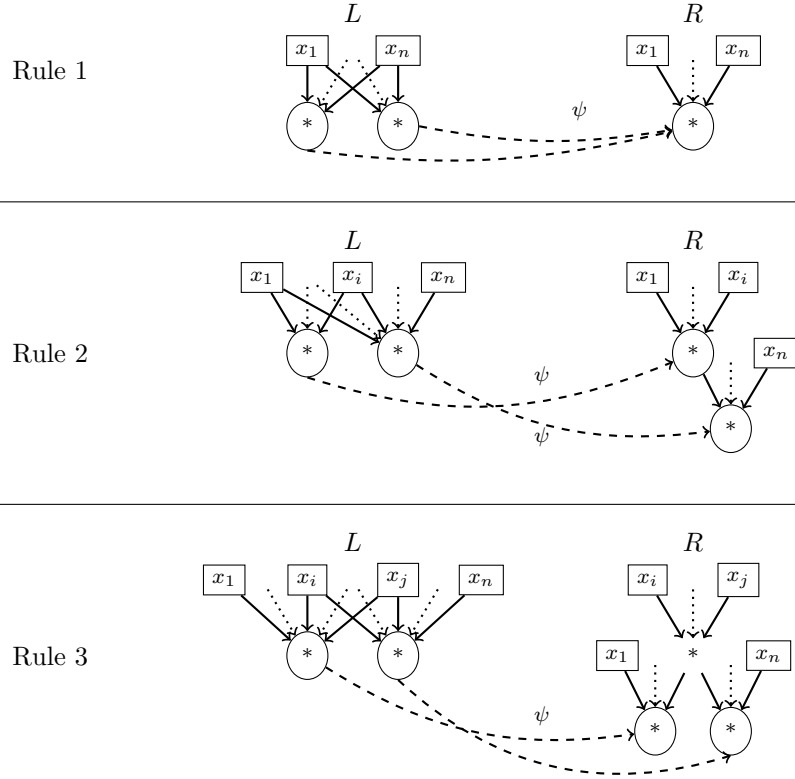 L R
x₁ xₙ x₁ xₙ
Rule 1
* * *
ψ
L R
x₁ xᵢ xₙ x₁ xᵢ
Rule 2
* * * xₙ
ψ
*
ψ
L R
x₁ xᵢ xⱼ xₙ xᵢ xⱼ
Rule 3
* * * x₁ xₙ
ψ
* *